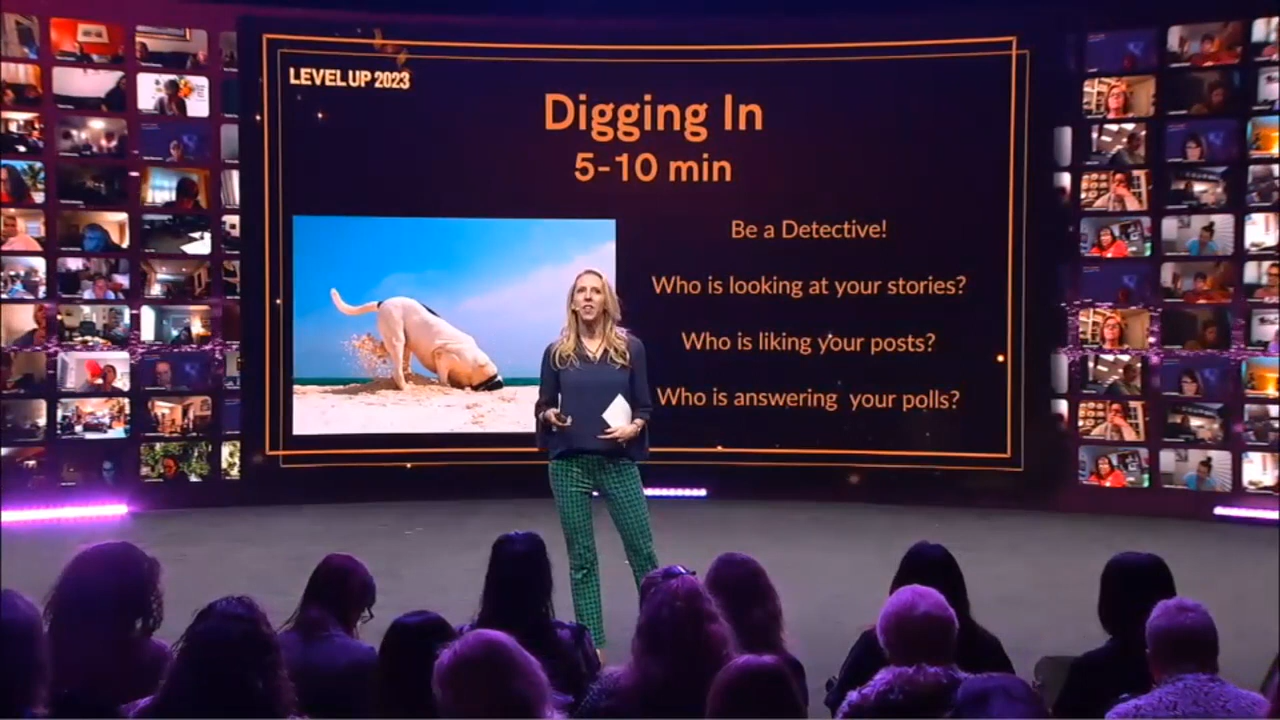 LEVEL UP 2023
Digging In
5-10 min
Be a Detective!
Who is looking at your stories?
Who is liking your posts?
Who is answering your polls?